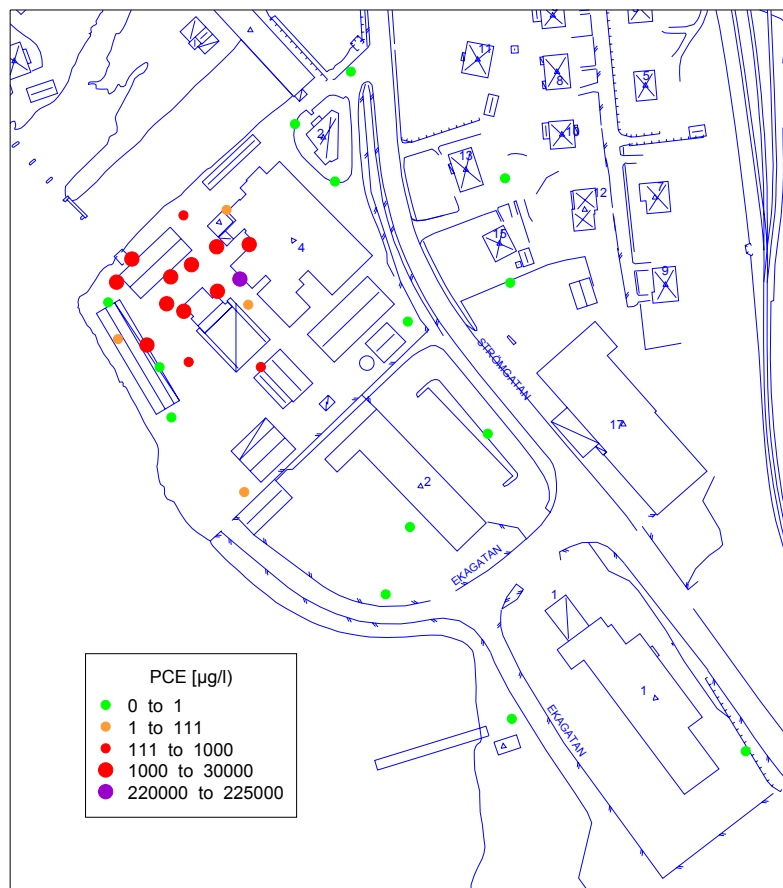 11
8
5
2
10
13
12
7
15
4
9
STRÖMGATAN
17
2
EKAGATAN
1
1
EKAGATAN
PCE [µg/l)
0 to 1
1 to 111
111 to 1000
1000 to 30000
220000 to 225000